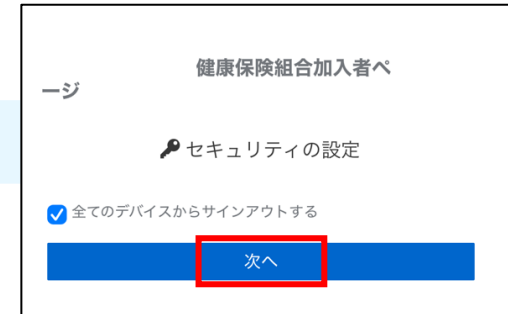 健康保険組合加入者ペ
ージ
セキュリティの設定
全てのデバイスからサインアウトする
次へ